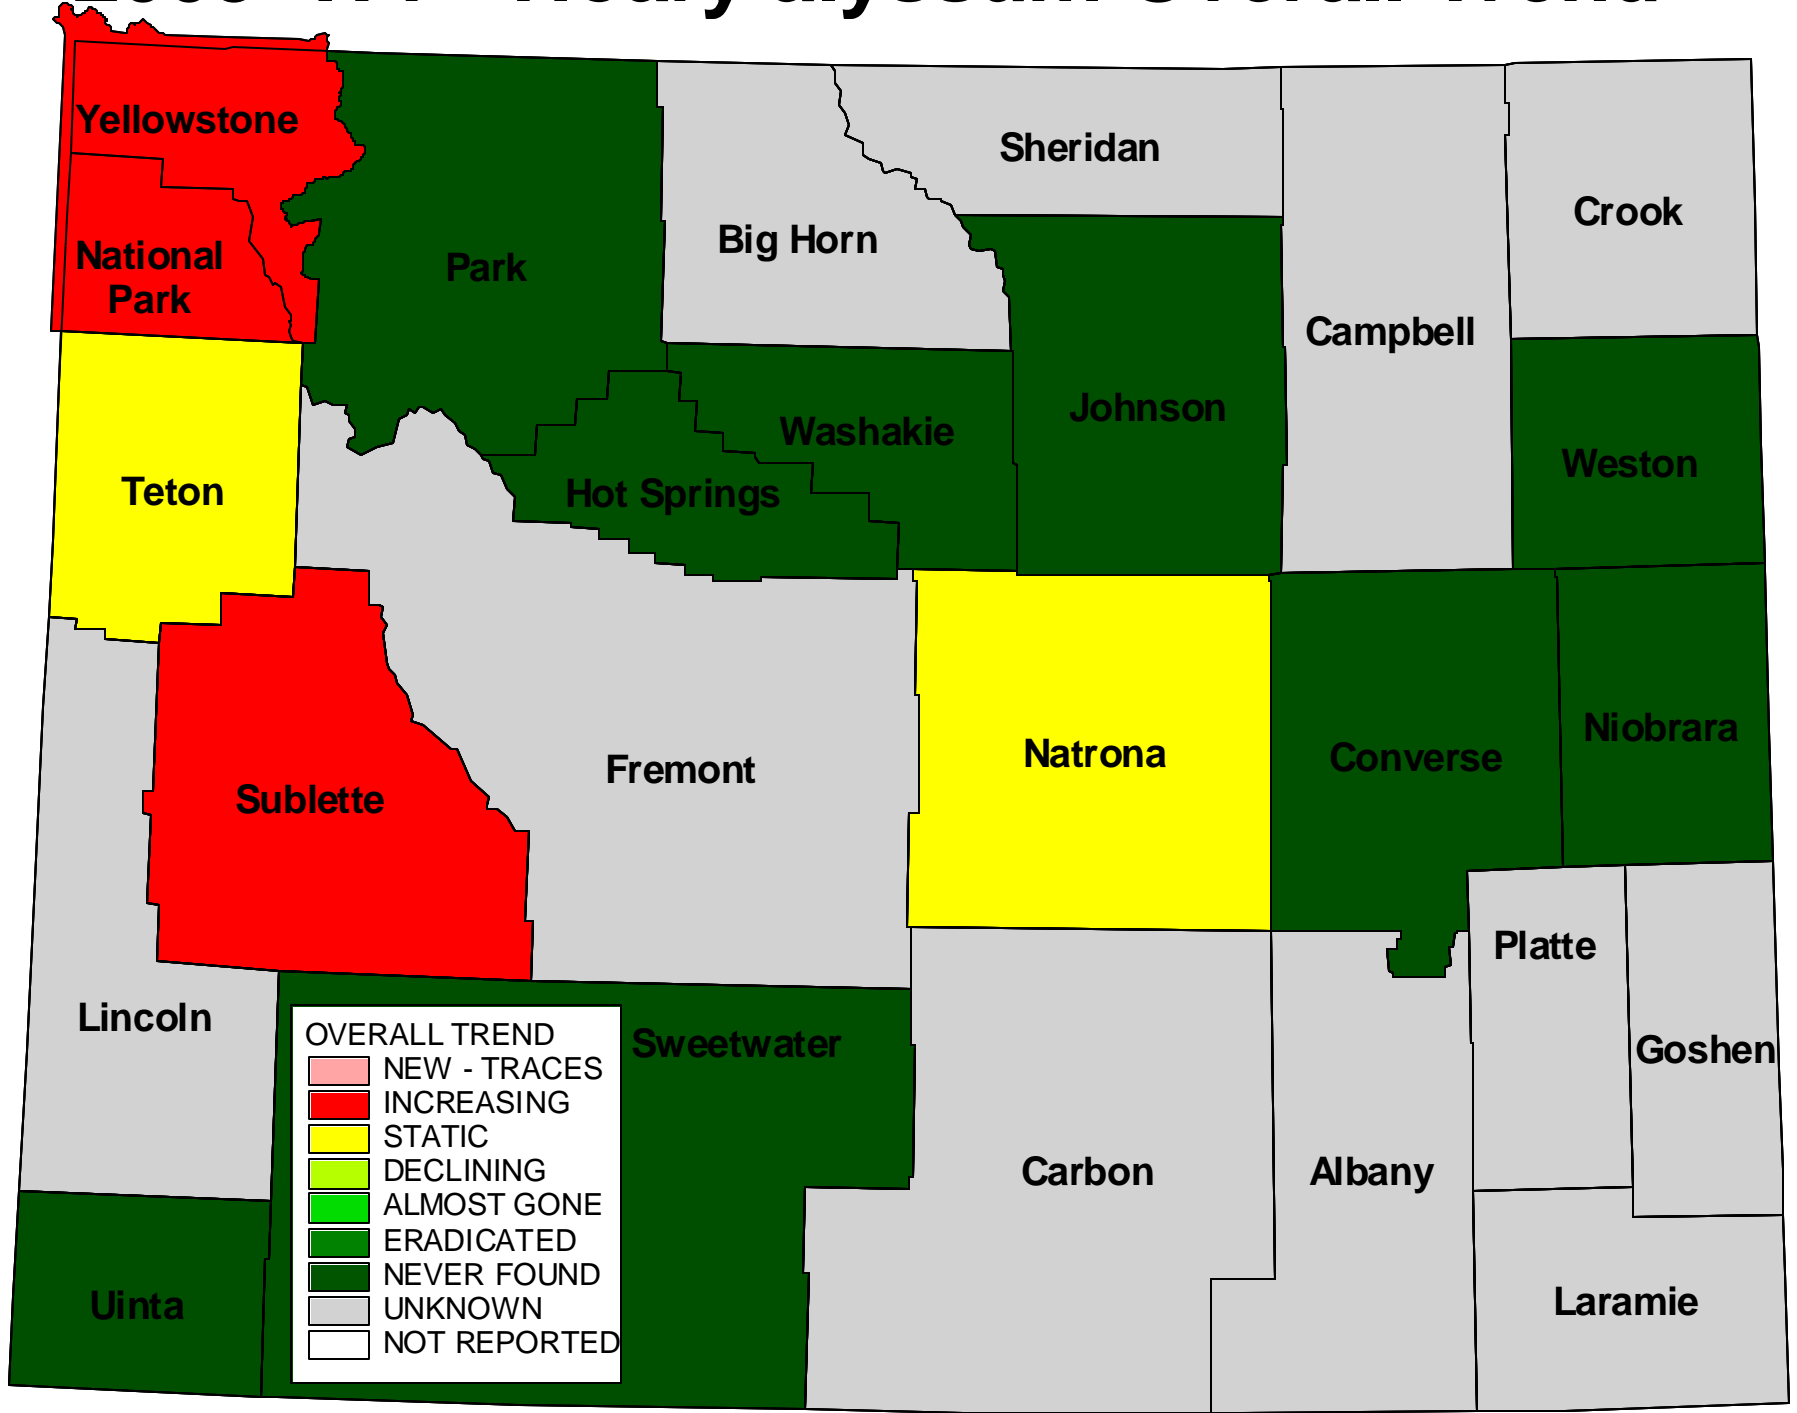 Yellowstone
National
Park
Park
Big Horn
Sheridan
Crook
Campbell
Johnson
Washakie
Hot Springs
Weston
Teton
Sublette
Fremont
Natrona
Converse
Niobrara
Platte
Goshen
Lincoln
Sweetwater
Carbon
Albany
Laramie
Uinta
OVERALL TREND
NEW - TRACES
INCREASING
STATIC
DECLINING
ALMOST GONE
ERADICATED
NEVER FOUND
UNKNOWN
NOT REPORTED